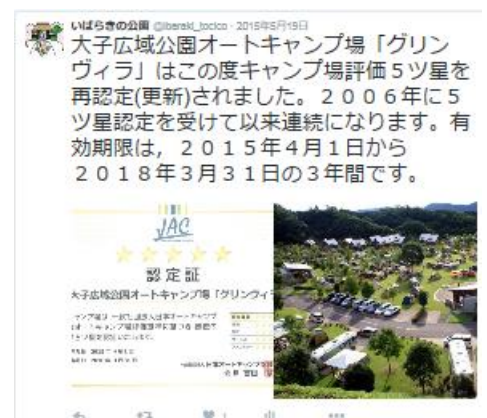 いばらきの公園 @ibaraki_tocico · 2015年5月19日
大子広域公園オートキャンプ場「グリン
ヴィラ」はこの度キャンプ場評価５ツ星を
再認定(更新)されました。２００６年に５
ツ星認定を受けて以来連続になります。有
効期限は，２０１５年４月１日から
２０１８年３月３１日の３年間です。
JAC
認定証
大子広域公園オートキャンプ場「グリンヴィ